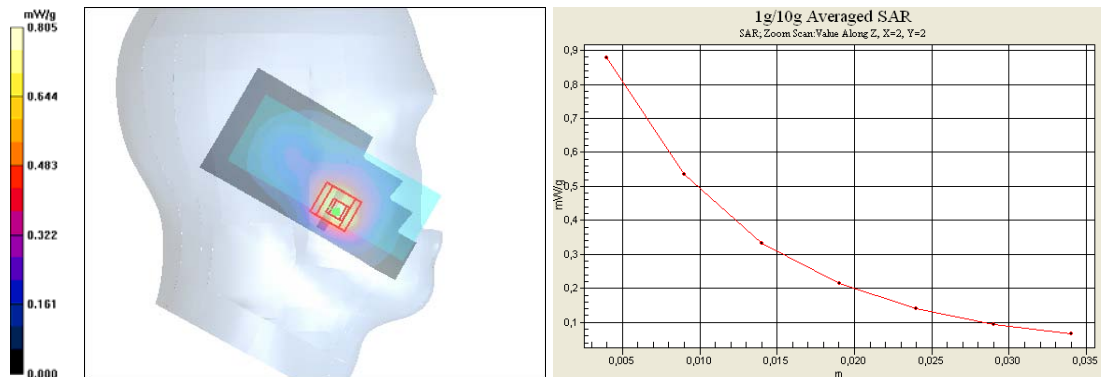 mW/g
0.805
0.644
0.483
0.322
0.161
0.000
1g/10g Averaged SAR
SAR; Zoom Scan:Value Along Z, X=2, Y=2
0,9
0,8
0,7
0,6
0,5
0,4
0,3
0,2
0,1
mW/g
0,005 0,010 0,015 0,020 0,025 0,030 0,035
m